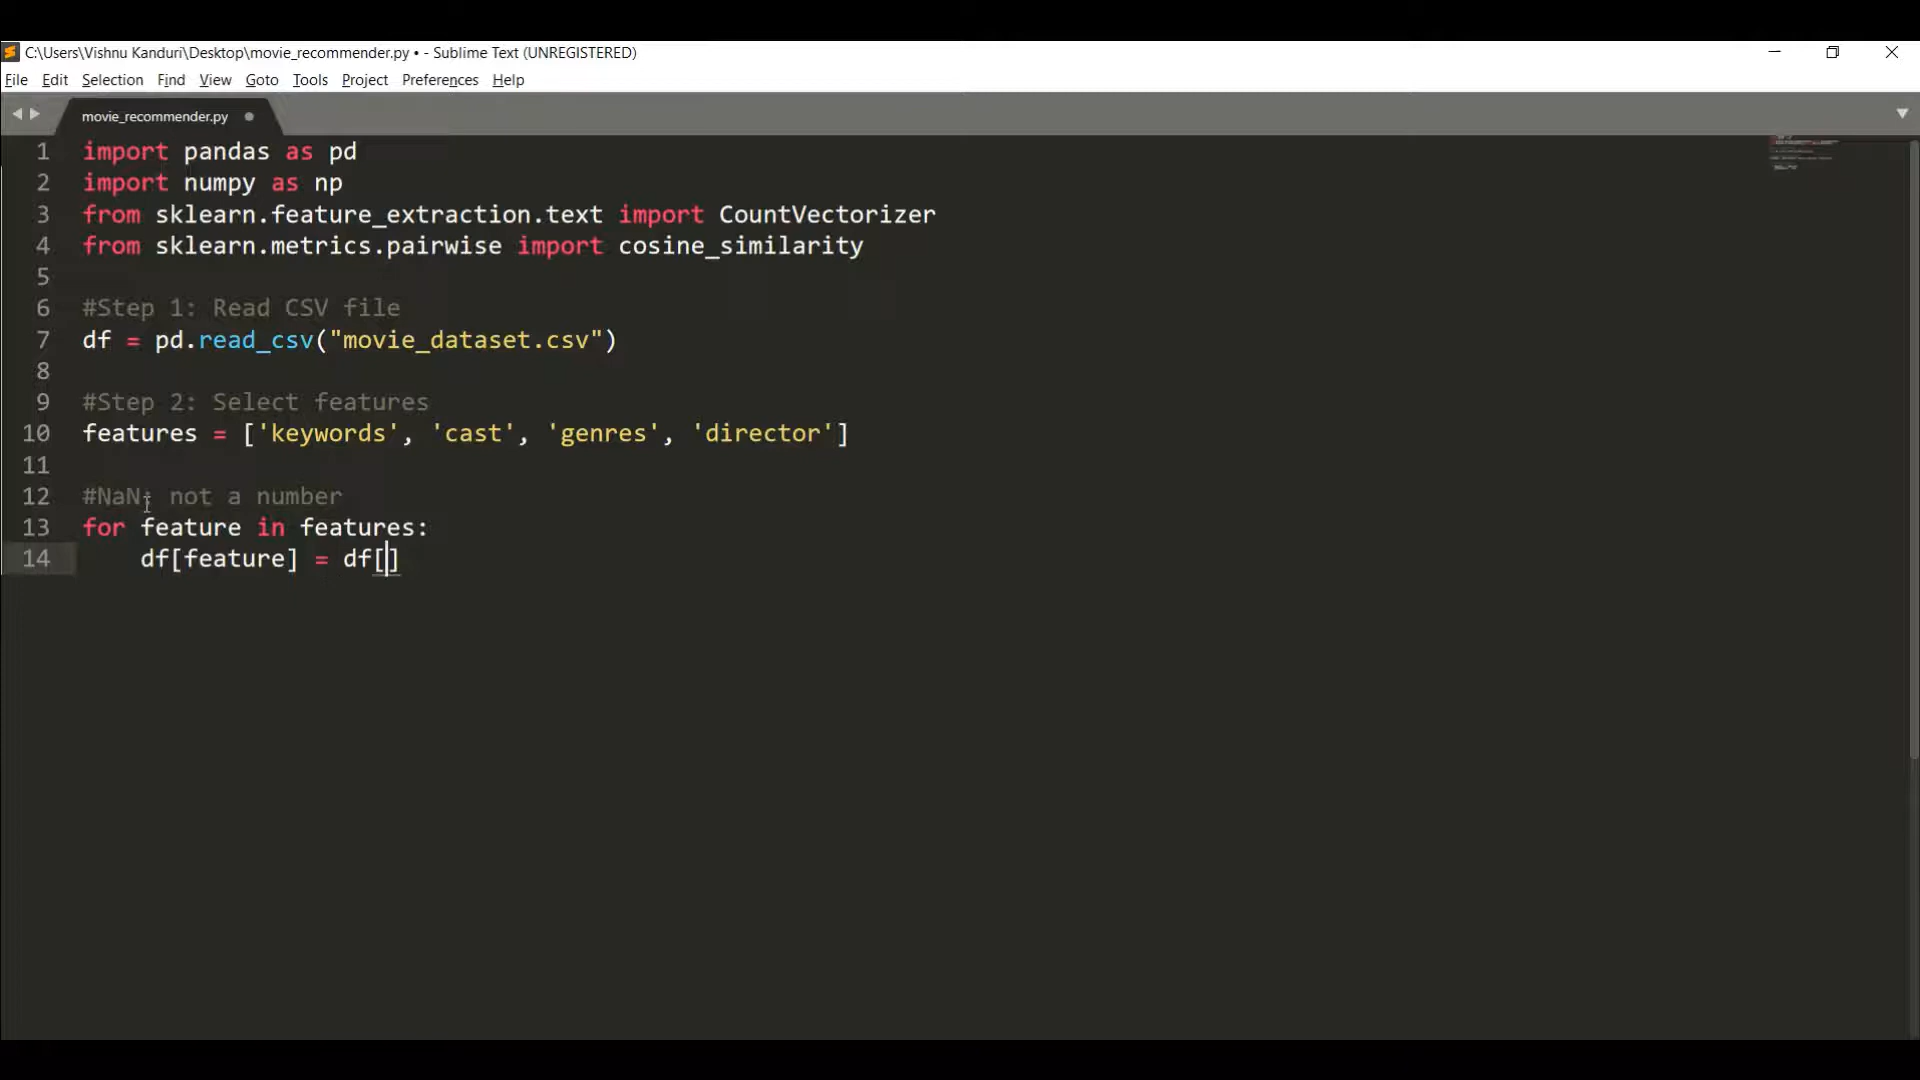 C:\Users\Vishnu Kanduri\Desktop\movie_recommender.py • - Sublime Text (UNREGISTERED)
File Edit Selection Find View Goto Tools Project Preferences Help
movie_recommender.py
1 import pandas as pd
2 import numpy as np
3 from sklearn.feature_extraction.text import CountVectorizer
4 from sklearn.metrics.pairwise import cosine_similarity
5
6 #Step 1: Read CSV file
7 df = pd.read_csv("movie_dataset.csv")
8
9 #Step 2: Select features
10 features = ['keywords', 'cast', 'genres', 'director']
11
12 #NaN: not a number
13 for feature in features:
14     df[feature] = df[]